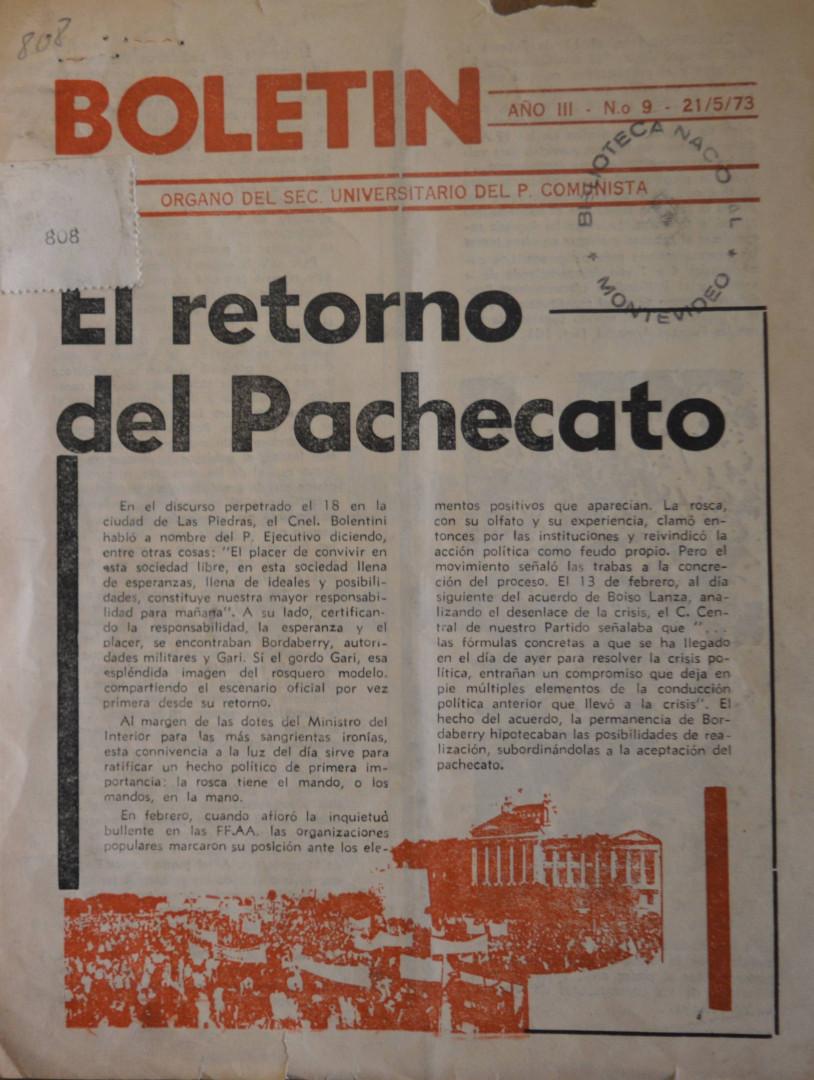 808
BOLETIN
AÑO III - N.o 9 - 21/5/73
ORGANO DEL SEC. UNIVERSITARIO DEL P. COMUNISTA
BIBLIOTECA NACIONAL
* MONTEVIDEO *
808
El retorno
del Pachecato
En el discurso perpetrado el 18 en la
ciudad de Las Piedras, el Cnel. Bolentini
habló a nombre del P. Ejecutivo diciendo,
entre otras cosas: "El placer de convivir en
esta sociedad libre, en esta sociedad llena
de esperanzas, llena de ideales y posibili-
dades, constituye nuestra mayor responsabi-
lidad para mañana". A su lado, certifican-
do la responsabilidad, la esperanza y el
placer, se encontraban Bordaberry, autori-
dades militares y Gari. Sí el gordo Gari, esa
espléndida imagen del rosquero modelo.
compartiendo el escenario oficial por vez
primera desde su retorno.
Al margen de las dotes del Ministro del
Interior para las más sangrientas ironías,
esta connivencia a la luz del día sirve para
ratificar un hecho político de primera im-
portancia: la rosca tiene el mando, o los
mandos, en la mano.
En febrero, cuando afloró la inquietud
bullente en las FF.AA. las organizaciones
populares marcaron su posición ante los ele-
mentos positivos que aparecían. La rosca,
con su olfato y su experiencia, clamó en-
tonces por las instituciones y reivindicó la
acción política como feudo propio. Pero el
movimiento señaló las trabas a la concre-
ción del proceso. El 13 de febrero, al día
siguiente del acuerdo de Boiso Lanza, ana-
lizando el desenlace de la crisis, el C. Cen-
tral de nuestro Partido señalaba que "...
las fórmulas concretas a que se ha llegado
en el día de ayer para resolver la crisis po-
lítica, entrañan un compromiso que deja en
pie múltiples elementos de la conducción
política anterior que llevó a la crisis". El
hecho del acuerdo, la permanencia de Bor-
daberry hipotecaban las posibilidades de rea-
lización, subordinándolas a la aceptación del
pachecato.